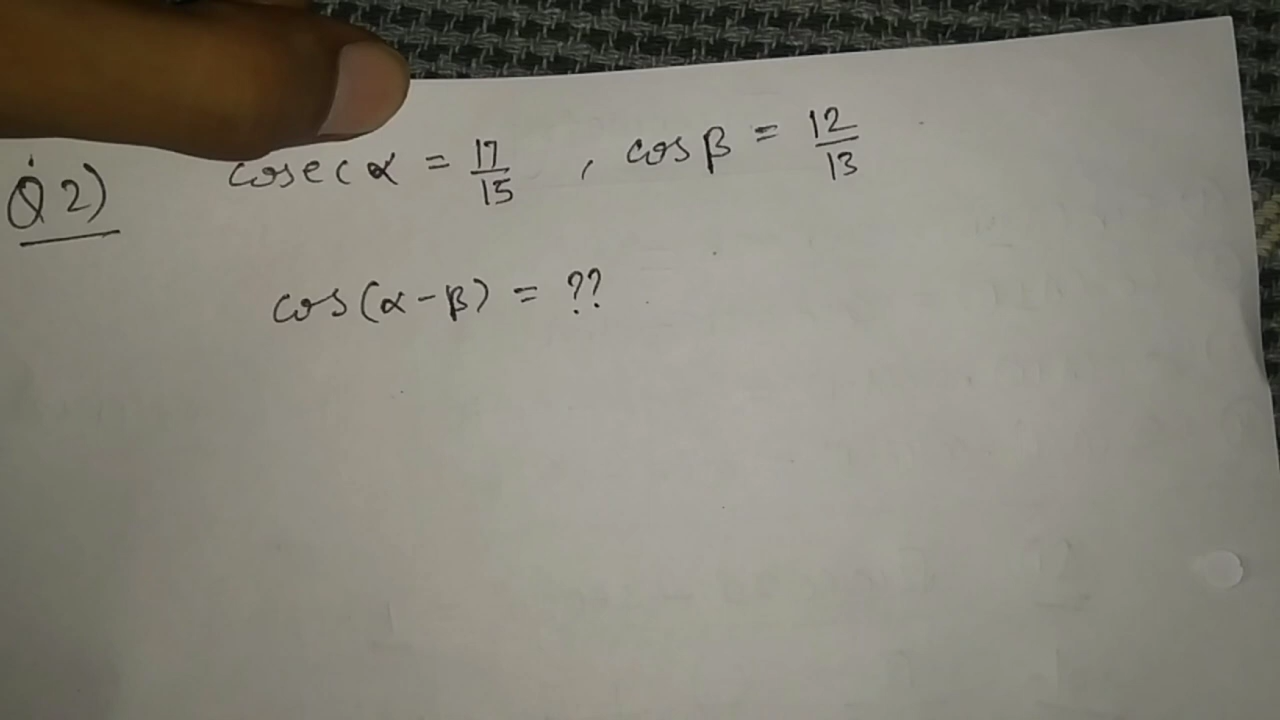 Q2) cosec α = 17/15 , cos β = 12/13
cos(α-β) = ??